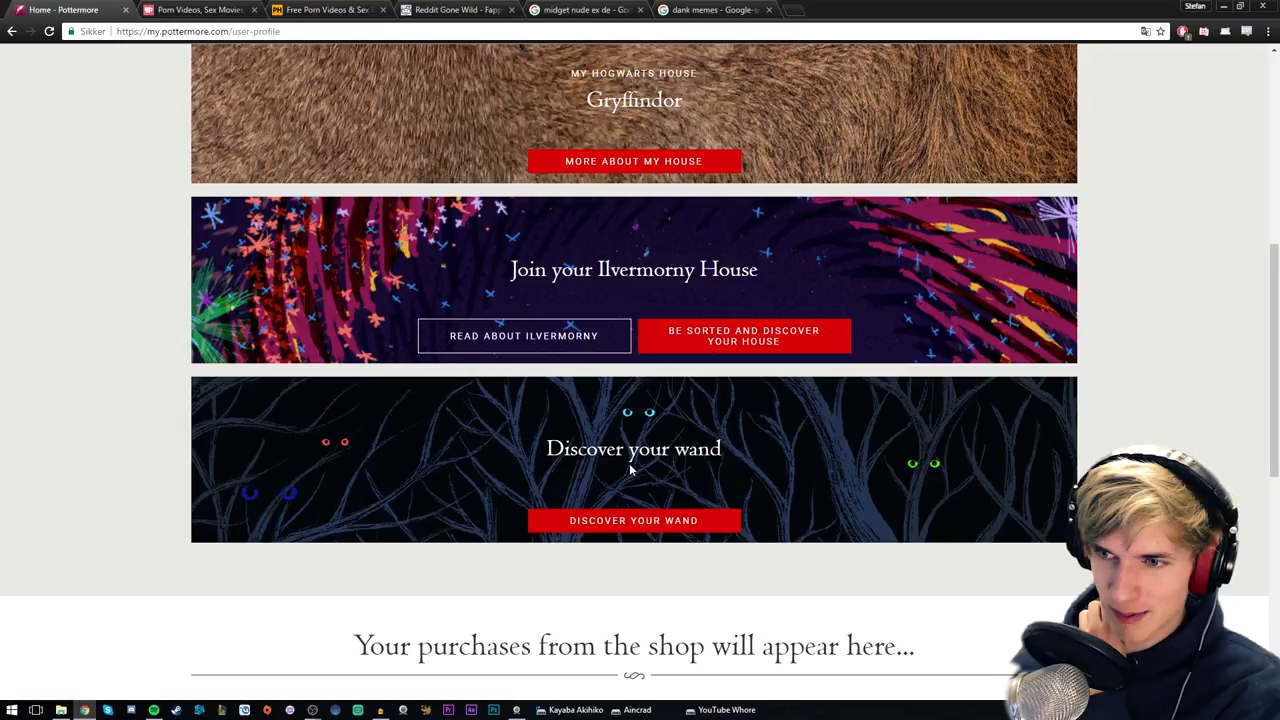 Home - Pottermore
Porn Videos, Sex Movies
Free Porn Videos & Sex
Reddit Gone Wild - Fapp
midget nude ex de - Goo
dank memes - Google-s
Stefan
Sikker
https://my.pottermore.com/user-profile
MY HOGWARTS HOUSE
Gryffindor
MORE ABOUT MY HOUSE
Join your Ilvermorny House
READ ABOUT ILVERMORNY
BE SORTED AND DISCOVER
YOUR HOUSE
Discover your wand
DISCOVER YOUR WAND
Your purchases from the shop will appear here...
Kayaba Akihiko
Aincrad
YouTube Whore